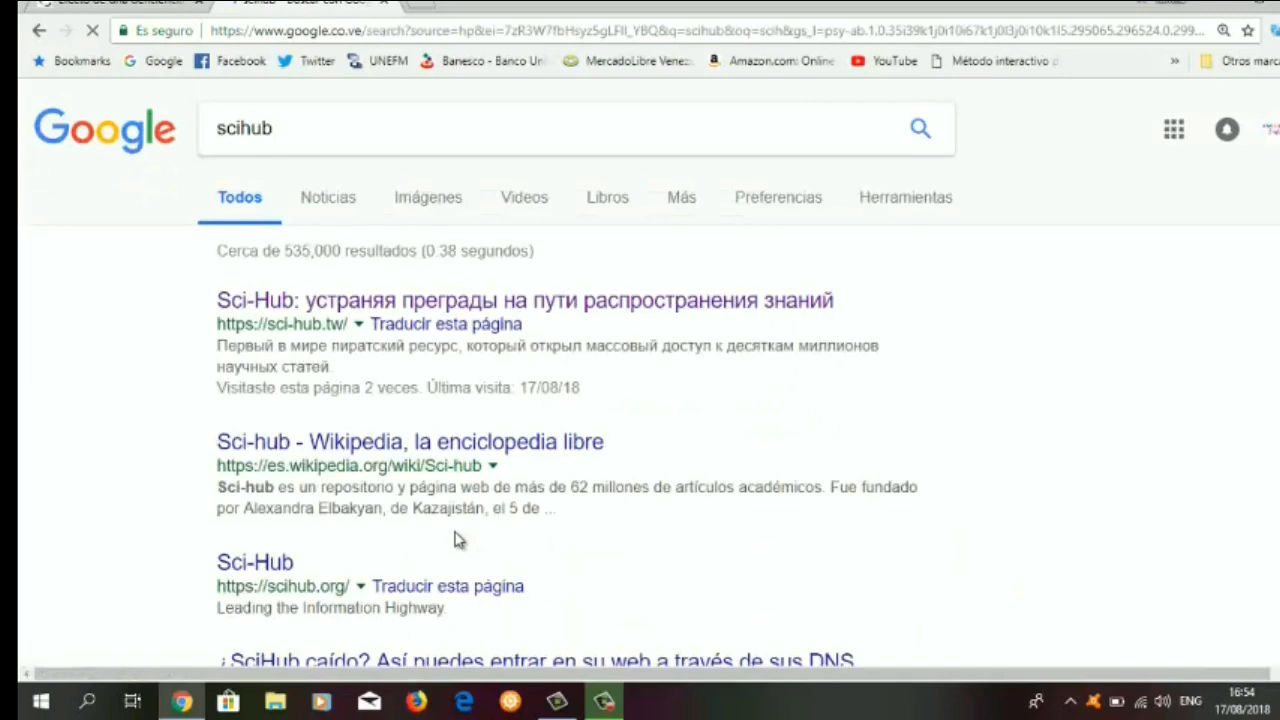 Es seguro https://www.google.co.ve/search?source=hp&ei=7zR3W7fbHsyz5gLFlI_YBQ&q=scihub&oq=scih&gs_l=psy-ab.1.0.35i39k1j0i10i67k1j0l3j0i10k1l5.295065.296524.0.299...
Bookmarks Google Facebook Twitter UNEFM Banesco - Banco Uni MercadoLibre Venez Amazon.com: Online YouTube Método interactivo p » Otros marca
Google scihub
Todos Noticias Imágenes Videos Libros Más Preferencias Herramientas
Cerca de 535,000 resultados (0.38 segundos)
Sci-Hub: устраняя преграды на пути распространения знаний
https://sci-hub.tw/ Traducir esta página
Первый в мире пиратский ресурс, который открыл массовый доступ к десяткам миллионов
научных статей.
Visitaste esta página 2 veces. Última visita: 17/08/18
Sci-hub - Wikipedia, la enciclopedia libre
https://es.wikipedia.org/wiki/Sci-hub
Sci-hub es un repositorio y página web de más de 62 millones de artículos académicos. Fue fundado
por Alexandra Elbakyan, de Kazajistán, el 5 de ...
Sci-Hub
https://scihub.org/ Traducir esta página
Leading the Information Highway.
¿SciHub caído? Así puedes entrar en su web a través de sus DNS
ENG 16:54
17/08/2018